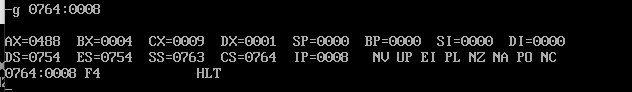 -g 0764:0008
AX=0488 BX=0004 CX=0009 DX=0001 SP=0000 BP=0000 SI=0000 DI=0000
DS=0754 ES=0754 SS=0763 CS=0764 IP=0008 NV UP EI PL NZ NA PO NC
0764:0008 F4 HLT